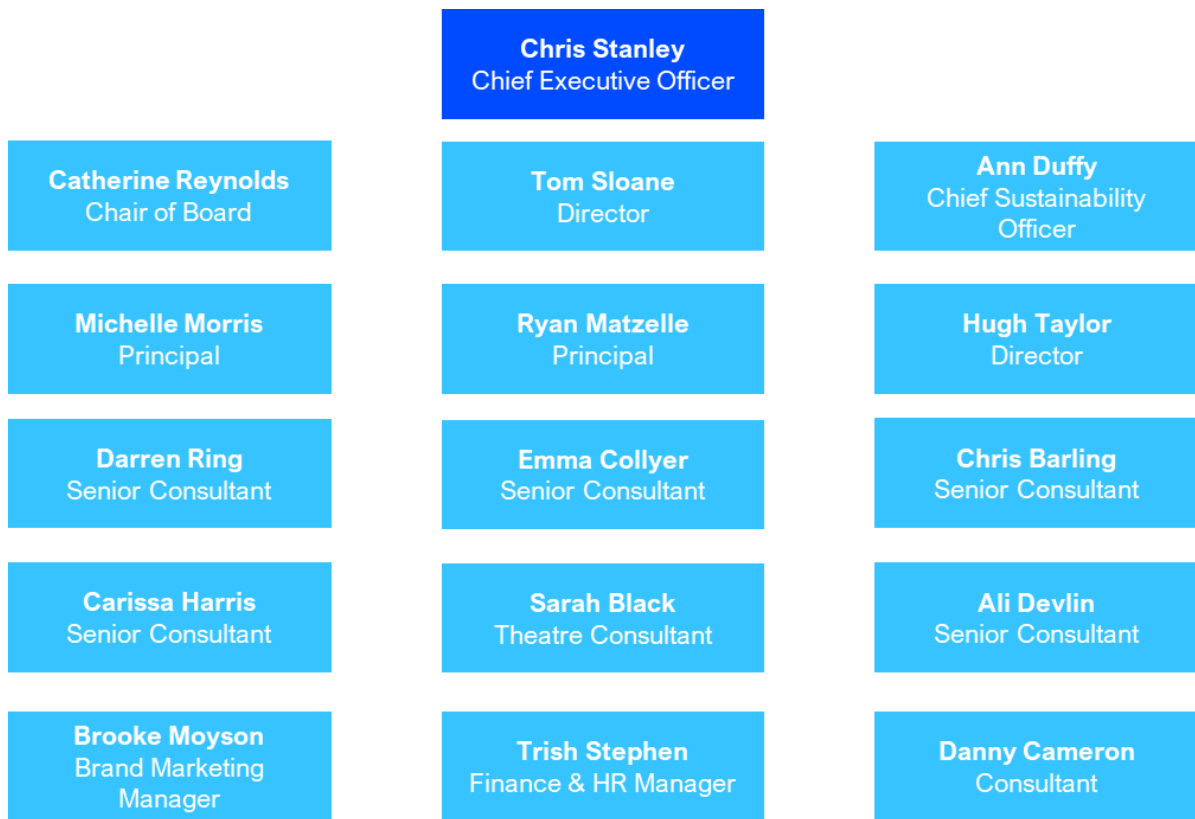 Chris Stanley
Chief Executive Officer
Catherine Reynolds
Chair of Board
Tom Sloane
Director
Ann Duffy
Chief Sustainability
Officer
Michelle Morris
Principal
Ryan Matzelle
Principal
Hugh Taylor
Director
Darren Ring
Senior Consultant
Emma Collyer
Senior Consultant
Chris Barling
Senior Consultant
Carissa Harris
Senior Consultant
Sarah Black
Theatre Consultant
Ali Devlin
Senior Consultant
Brooke Moyson
Brand Marketing
Manager
Trish Stephen
Finance & HR Manager
Danny Cameron
Consultant